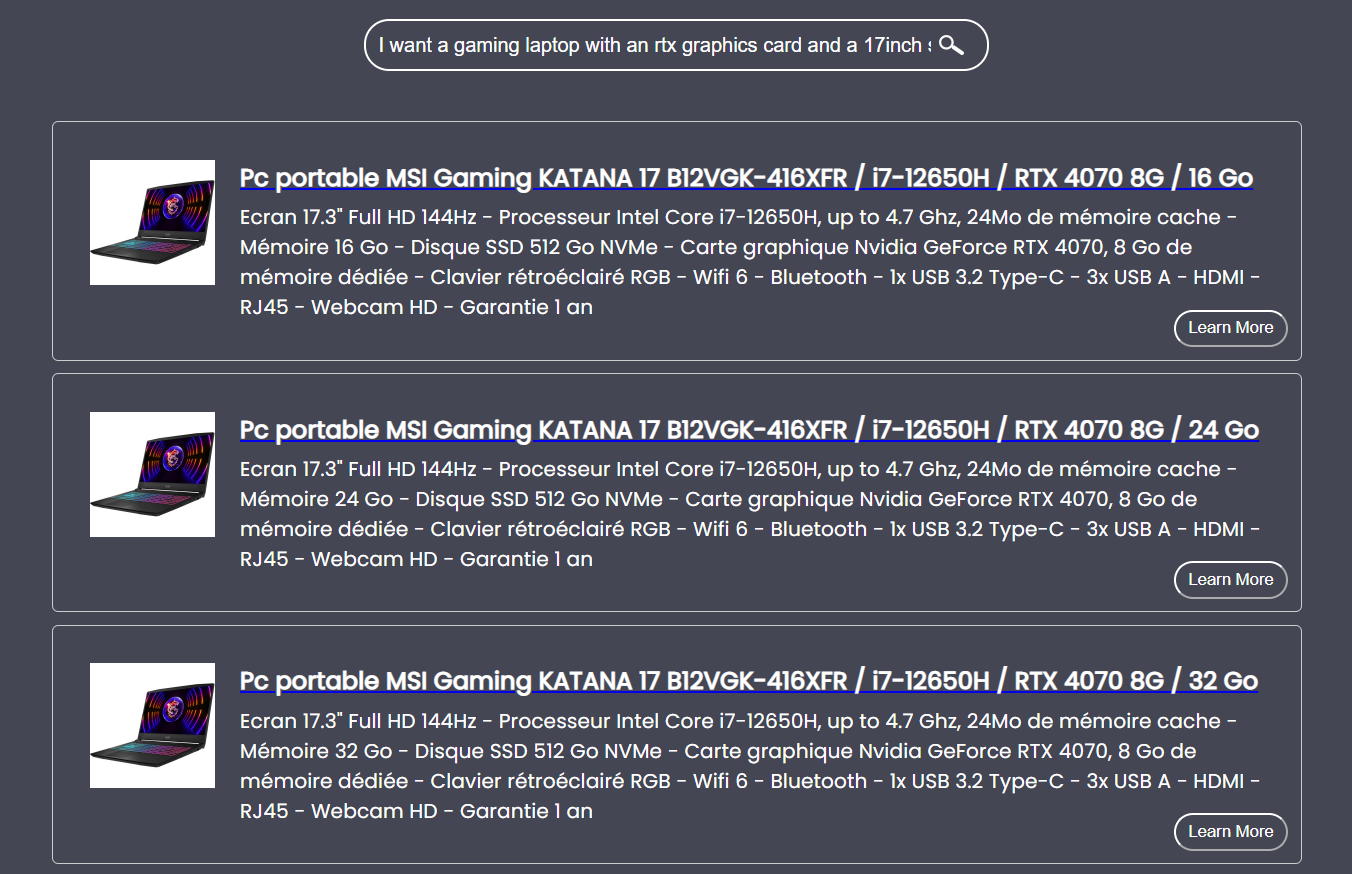 I want a gaming laptop with an rtx graphics card and a 17inch
Pc portable MSI Gaming KATANA 17 B12VGK-416XFR / i7-12650H / RTX 4070 8G / 16 Go
Ecran 17.3" Full HD 144Hz - Processeur Intel Core i7-12650H, up to 4.7 Ghz, 24Mo de mémoire cache -
Mémoire 16 Go - Disque SSD 512 Go NVMe - Carte graphique Nvidia GeForce RTX 4070, 8 Go de
mémoire dédiée - Clavier rétroéclairé RGB - Wifi 6 - Bluetooth - 1x USB 3.2 Type-C - 3x USB A - HDMI -
RJ45 - Webcam HD - Garantie 1 an
Learn More
Pc portable MSI Gaming KATANA 17 B12VGK-416XFR / i7-12650H / RTX 4070 8G / 24 Go
Ecran 17.3" Full HD 144Hz - Processeur Intel Core i7-12650H, up to 4.7 Ghz, 24Mo de mémoire cache -
Mémoire 24 Go - Disque SSD 512 Go NVMe - Carte graphique Nvidia GeForce RTX 4070, 8 Go de
mémoire dédiée - Clavier rétroéclairé RGB - Wifi 6 - Bluetooth - 1x USB 3.2 Type-C - 3x USB A - HDMI -
RJ45 - Webcam HD - Garantie 1 an
Learn More
Pc portable MSI Gaming KATANA 17 B12VGK-416XFR / i7-12650H / RTX 4070 8G / 32 Go
Ecran 17.3" Full HD 144Hz - Processeur Intel Core i7-12650H, up to 4.7 Ghz, 24Mo de mémoire cache -
Mémoire 32 Go - Disque SSD 512 Go NVMe - Carte graphique Nvidia GeForce RTX 4070, 8 Go de
mémoire dédiée - Clavier rétroéclairé RGB - Wifi 6 - Bluetooth - 1x USB 3.2 Type-C - 3x USB A - HDMI -
RJ45 - Webcam HD - Garantie 1 an
Learn More